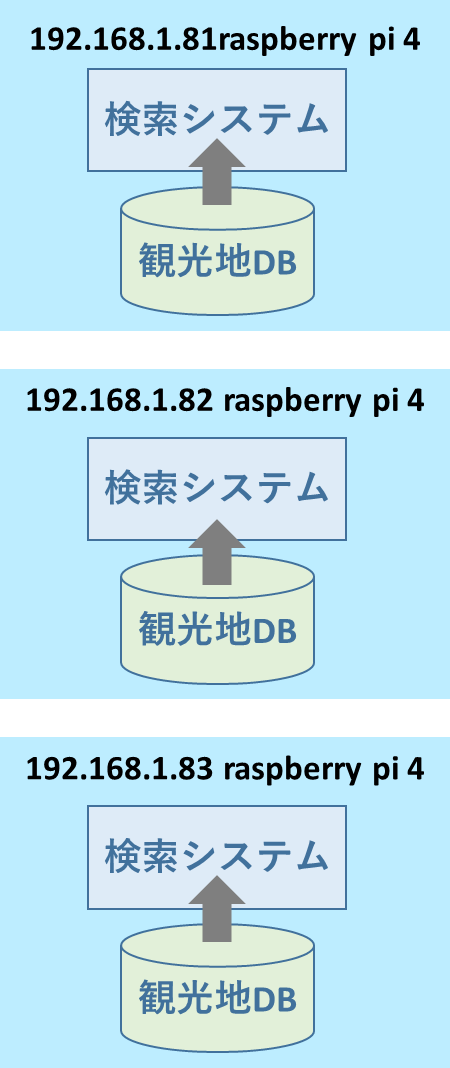 192.168.1.81raspberry pi 4
検索システム
観光地DB
192.168.1.82 raspberry pi 4
検索システム
観光地DB
192.168.1.83 raspberry pi 4
検索システム
観光地DB